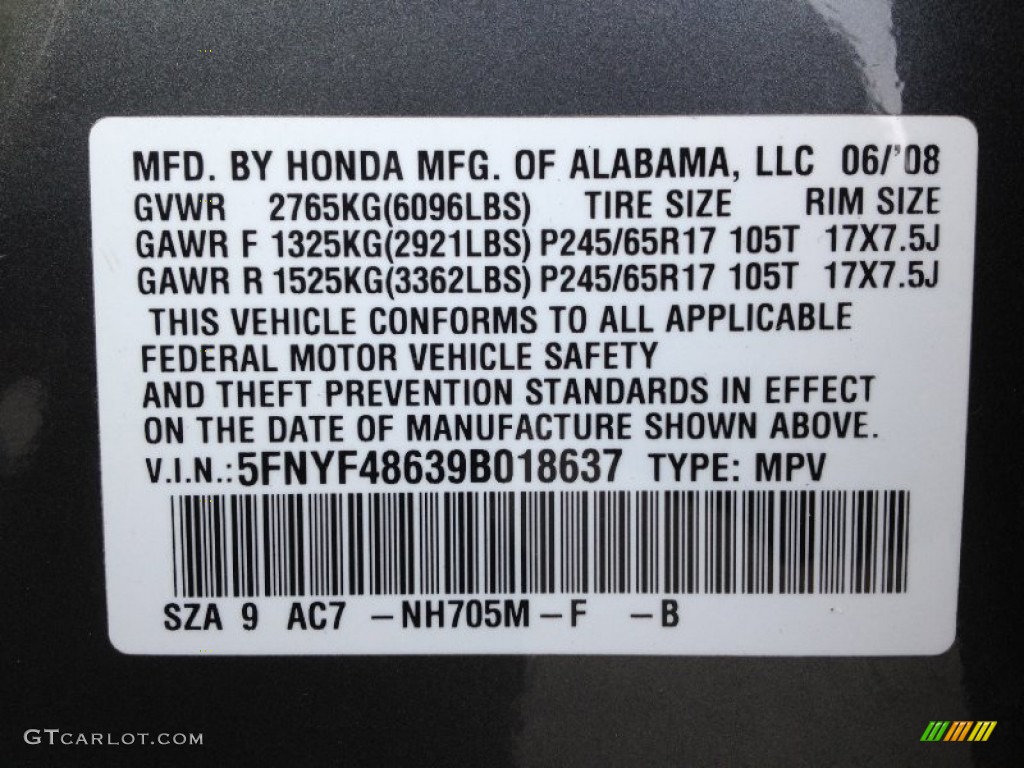 MFD. BY HONDA MFG. OF ALABAMA, LLC 06/'08
GVWR 2765KG(6096LBS) TIRE SIZE RIM SIZE
GAWR F 1325KG(2921LBS) P245/65R17 105T 17X7.5J
GAWR R 1525KG(3362LBS) P245/65R17 105T 17X7.5J
THIS VEHICLE CONFORMS TO ALL APPLICABLE
FEDERAL MOTOR VEHICLE SAFETY
AND THEFT PREVENTION STANDARDS IN EFFECT
ON THE DATE OF MANUFACTURE SHOWN ABOVE.
V.I.N.: 5FNYF48639B018637 TYPE: MPV
SZA 9 AC7 –NH705M–F –B
GTCARLOT.COM